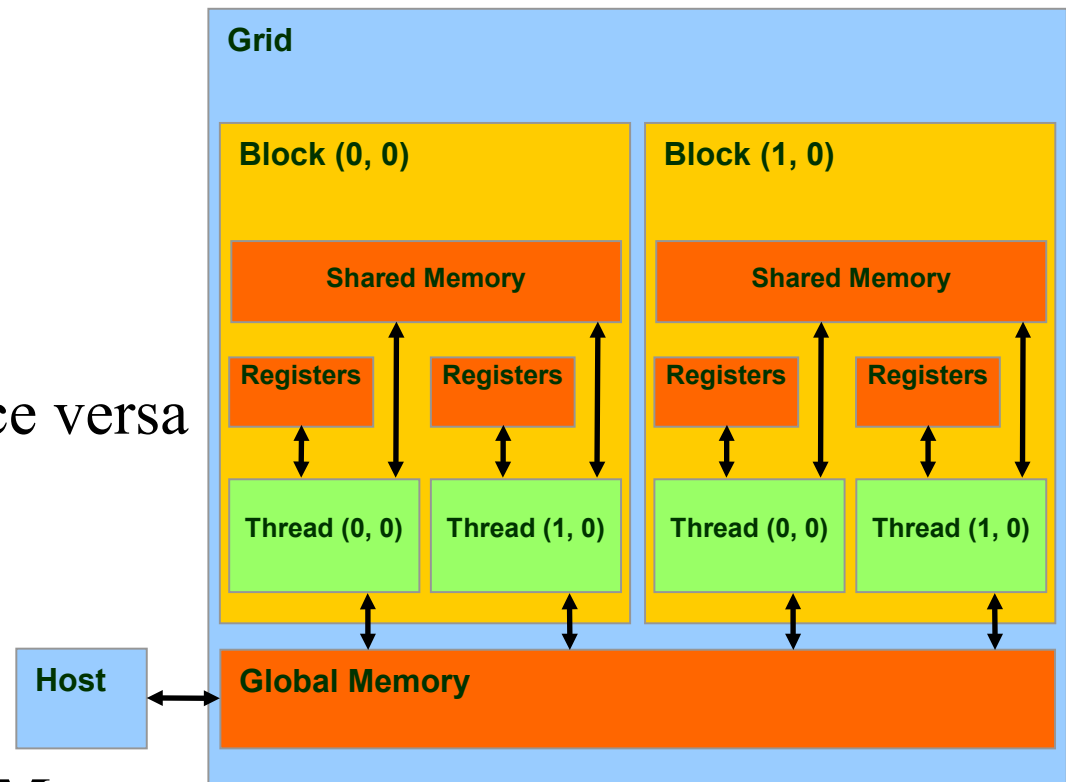 Grid
Block (0, 0)
Block (1, 0)
Shared Memory
Shared Memory
Registers
Registers
Registers
Registers
versa
Thread (0, 0)
Thread (1, 0)
Thread (0, 0)
Thread (1, 0)
Host
Global Memory